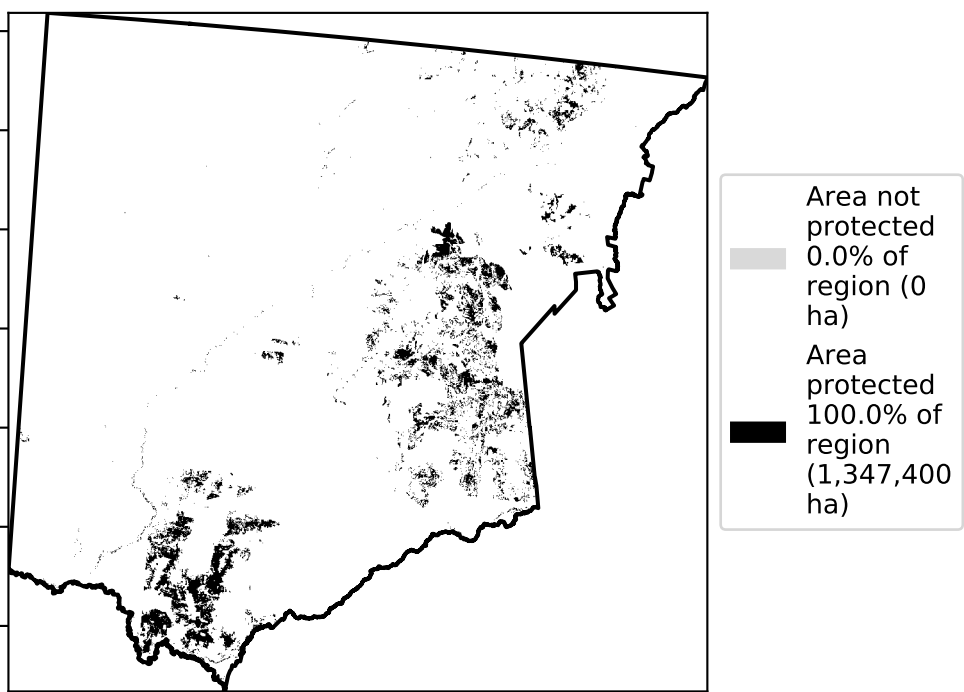 Area not
protected
0.0% of
region (0
ha)
Area
protected
100.0% of
region
(1,347,400
ha)